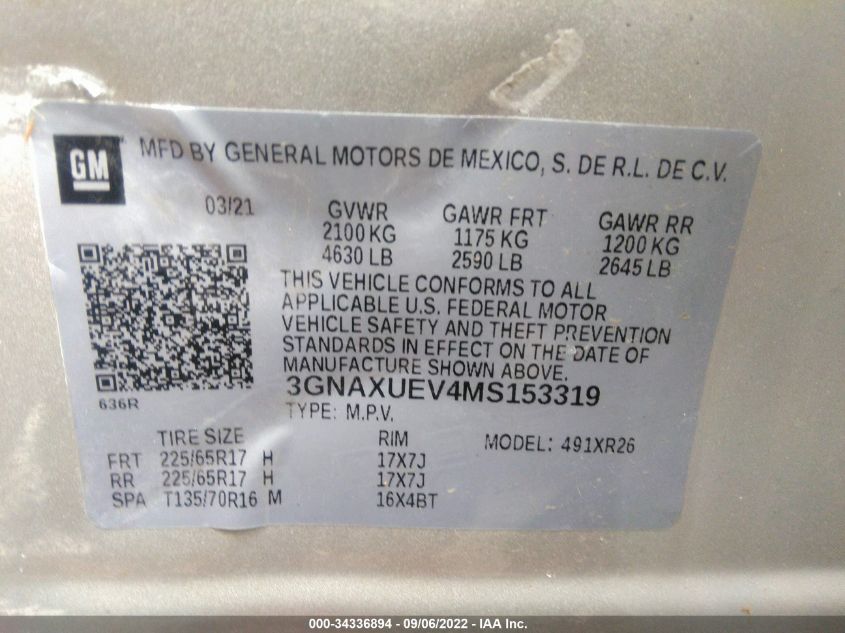 GM
MFD BY GENERAL MOTORS DE MEXICO, S. DE R.L. DE C.V.
03/21
GVWR GAWR FRT GAWR RR
2100 KG 1175 KG 1200 KG
4630 LB 2590 LB 2645 LB
THIS VEHICLE CONFORMS TO ALL
APPLICABLE U.S. FEDERAL MOTOR
VEHICLE SAFETY AND THEFT PREVENTION
STANDARDS IN EFFECT ON THE DATE OF
MANUFACTURE SHOWN ABOVE.
3GNAXUEV4MS153319
636R
TYPE: M.P.V.
TIRE SIZE RIM MODEL: 491XR26
FRT 225/65R17 H 17X7J
RR 225/65R17 H 17X7J
SPA T135/70R16 M 16X4BT
000-34336894 - 09/06/2022 - IAA Inc.